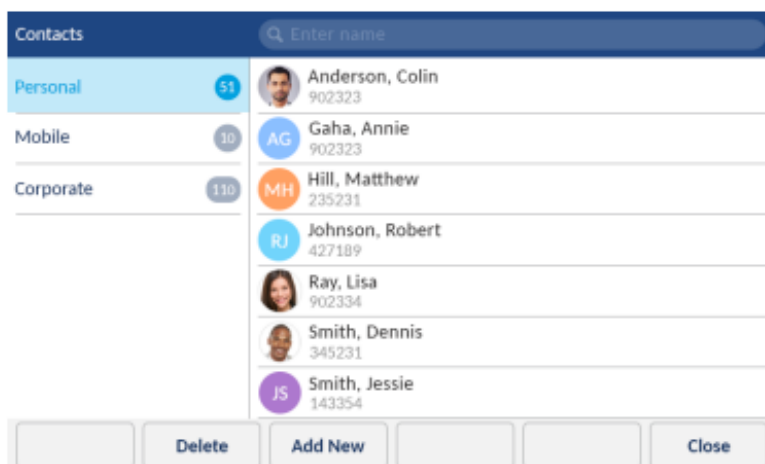 Contacts
Enter name
Personal 51
Mobile 10
Corporate 110
Anderson, Colin
902323
AG
Gaha, Annie
902323
MH
Hill, Matthew
235231
RJ
Johnson, Robert
427189
Ray, Lisa
902334
Smith, Dennis
345231
JS
Smith, Jessie
143354
Delete
Add New
Close